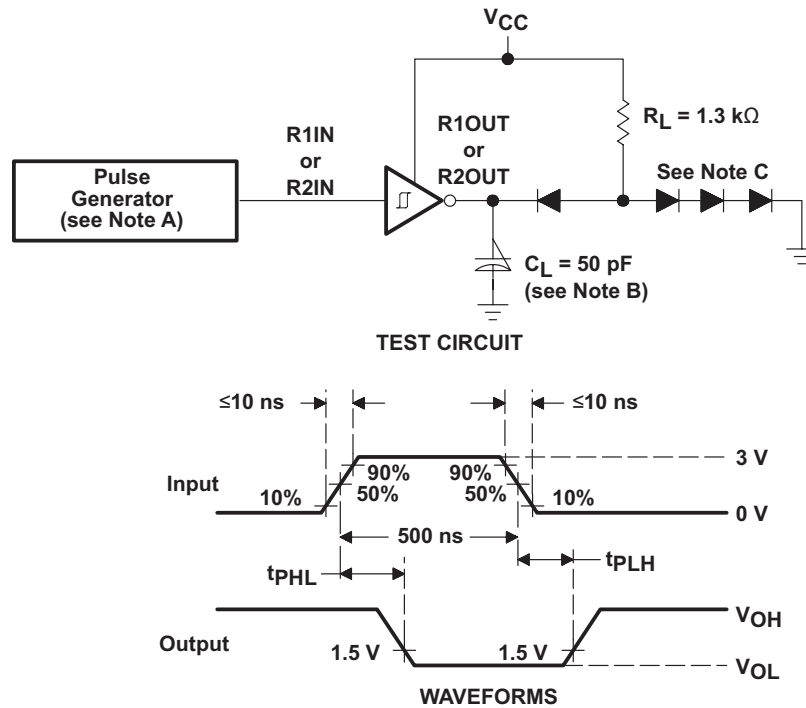 VCC
RL = 1.3 kΩ
R1IN
or
R2IN
R1OUT
or
R2OUT
See Note C
Pulse
Generator
(see Note A)
CL = 50 pF
(see Note B)
TEST CIRCUIT
≤10 ns
≤10 ns
3 V
Input
90%
90%
50%
50%
10%
10%
0 V
500 ns
tPHL
tPLH
VOH
Output
1.5 V
1.5 V
VOL
WAVEFORMS